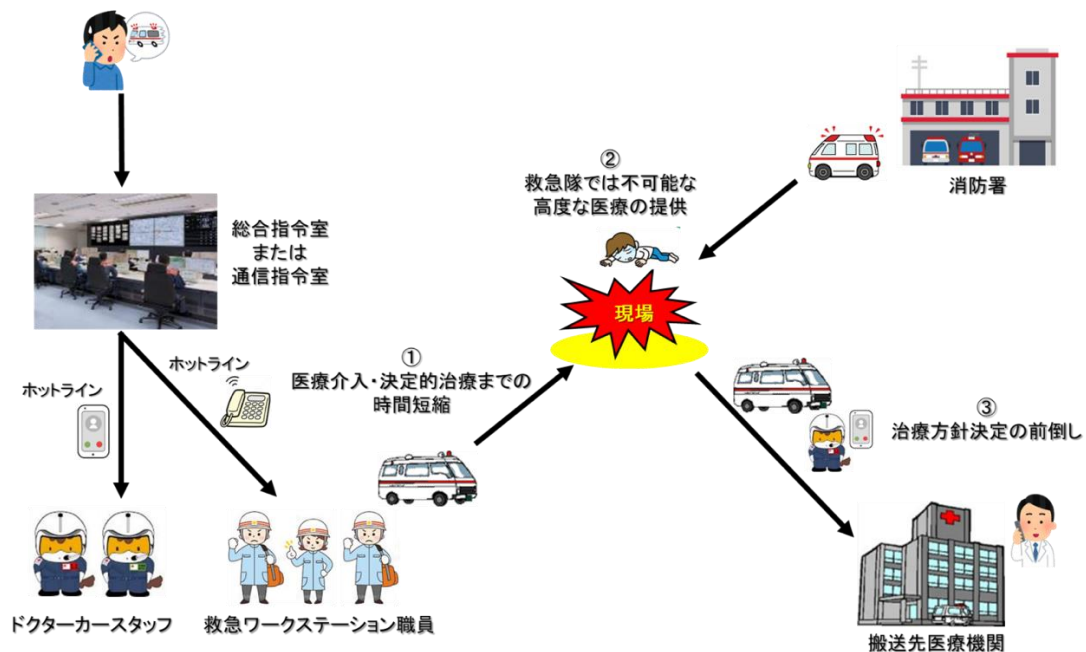 総合指令室
または
通信指令室
ホットライン
ホットライン
ドクターカースタッフ
救急ワークステーション職員
①
医療介入・決定的治療までの
時間短縮
②
救急隊では不可能な
高度な医療の提供
現場
消防署
③
治療方針決定の前倒し
搬送先医療機関